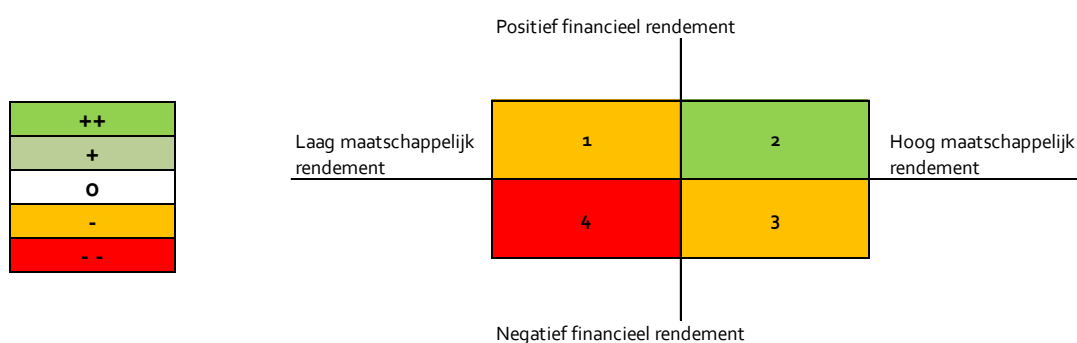 Positief financieel rendement
++
+
0
-
- -
Laag maatschappelijk
rendement
1
2
Hoog maatschappelijk
rendement
4
3
Negatief financieel rendement